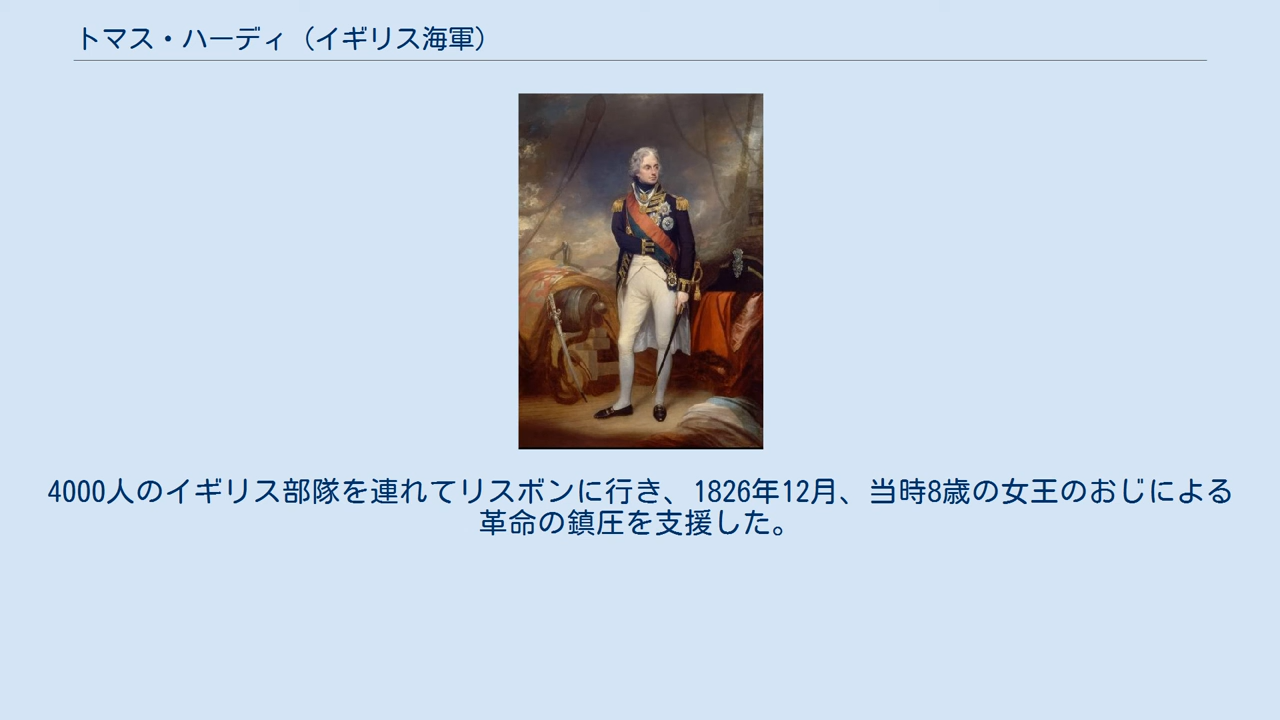 トマス・ハーディ（イギリス海軍）
4000人のイギリス部隊を連れてリスボンに行き、1826年12月、当時8歳の女王のおじによる
革命の鎮圧を支援した。